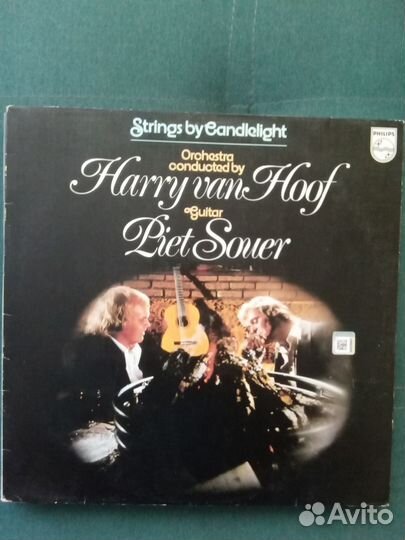 Strings by Candlelight
PHILIPS
Orchestra
conducted by
Harry van Hoof
Guitar
Piet Souer
Avito